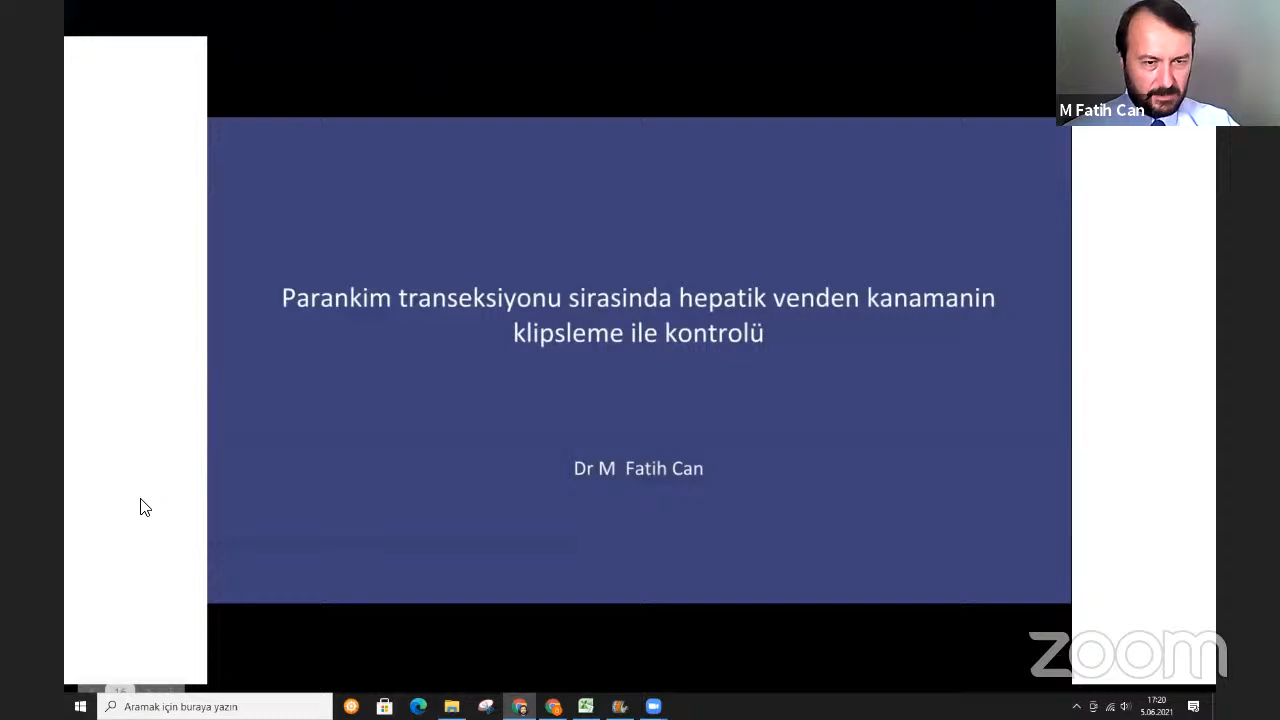 M Fatih Can
Parankim transeksiyonu sirasinda hepatik venden kanamanin
klipsleme ile kontrolü
Dr M Fatih Can
zoom
16
Aramak için buraya yazın
17:20
5.06.2021